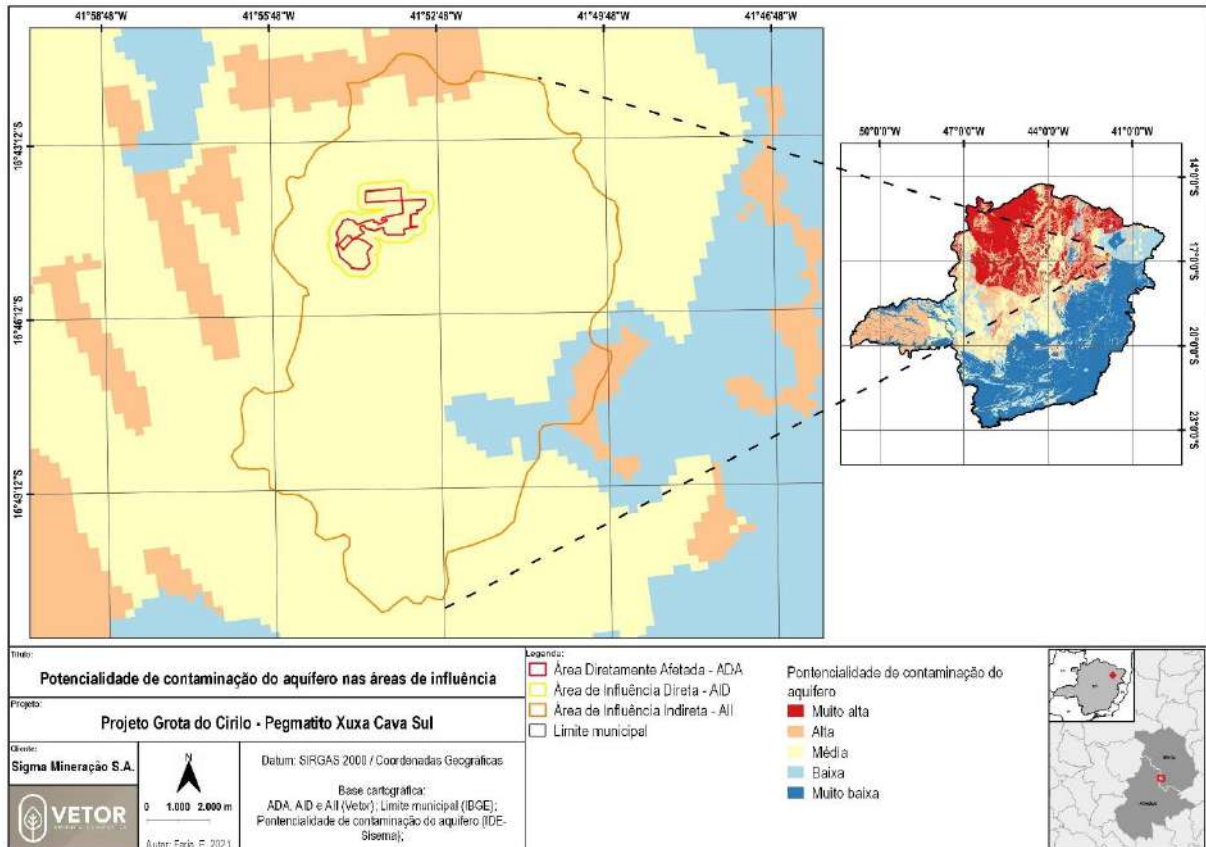 41°58'48"W 41°55'48"W 41°52'48"W 41°49'48"W 41°46'48"W
16°43'12"S
16°46'12"S
16°49'12"S
50°0'0"W 47°0'0"W 44°0'0"W 41°0'0"W
14°0'0"S
17°0'0"S
20°0'0"S
23°0'0"S
Título:
Potencialidade de contaminação do aquífero nas áreas de influência
Projeto:
Projeto Grota do Cirilo - Pegmatito Xuxa Cava Sul
Cliente:
Sigma Mineração S.A.
VETOR
N
0 1.000 2.000 m
Autor: Faria, F. 2021
Datum: SIRGAS 2000 / Coordenadas Geográficas
Base cartográfica:
ADA, AID e AII (Vetor); Limite municipal (IBGE);
Pontencialidade de contaminação do aquífero (IDE-
Sisema);
Legenda:
Área Diretamente Afetada - ADA
Área de Influência Direta - AID
Área de Influência Indireta - AII
Limite municipal
Pontencialidade de contaminação do
aquífero
Muito alta
Alta
Média
Baixa
Muito baixa